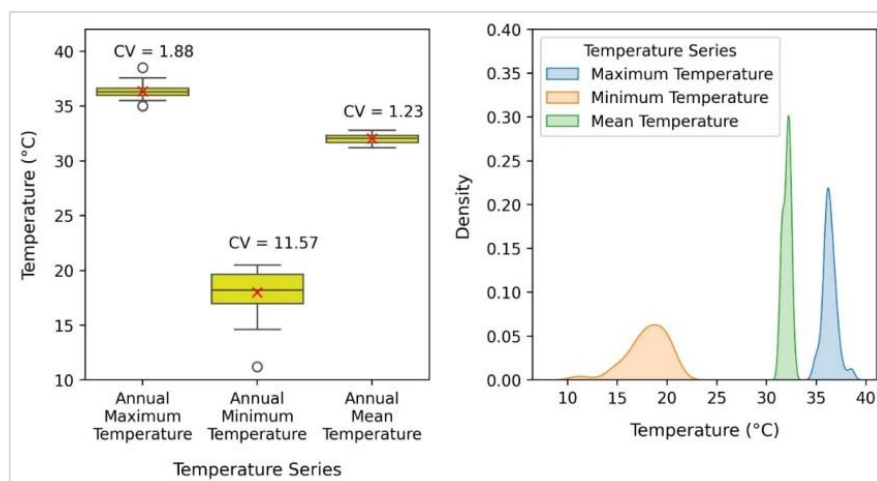 40
35
30
25
20
15
10
Temperature (°C)
CV = 1.88
CV = 11.57
CV = 1.23
Annual
Maximum
Temperature
Annual
Minimum
Temperature
Annual
Mean
Temperature
Temperature Series
0.40
0.35
0.30
0.25
0.20
0.15
0.10
0.05
0.00
Density
Temperature Series
Maximum Temperature
Minimum Temperature
Mean Temperature
10 15 20 25 30 35 40
Temperature (°C)